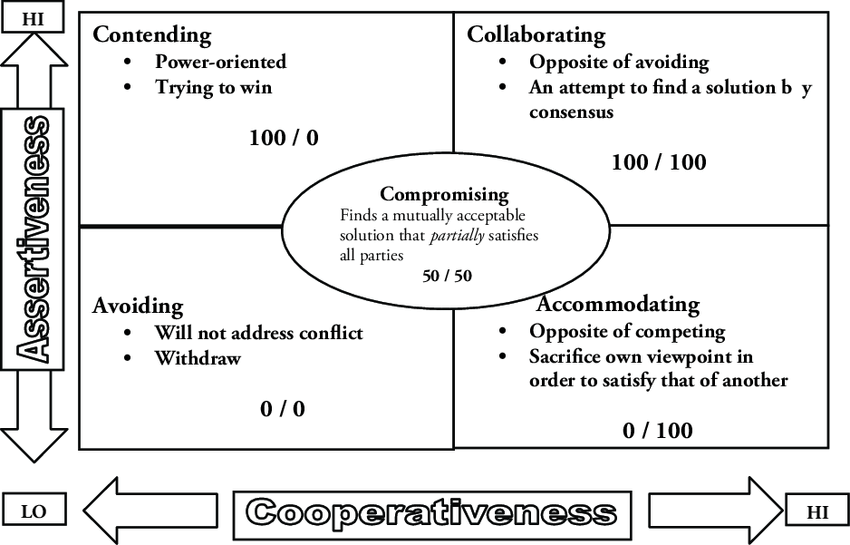 HI
Contending
• Power-oriented
• Trying to win
100 / 0
Collaborating
• Opposite of avoiding
• An attempt to find a solution b y
consensus
100 / 100
Assertiveness
Compromising
Finds a mutually acceptable
solution that partially satisfies
all parties
50 / 50
Avoiding
• Will not address conflict
• Withdraw
0 / 0
Accommodating
• Opposite of competing
• Sacrifice own viewpoint in
order to satisfy that of another
0 / 100
LO
Cooperativeness
HI